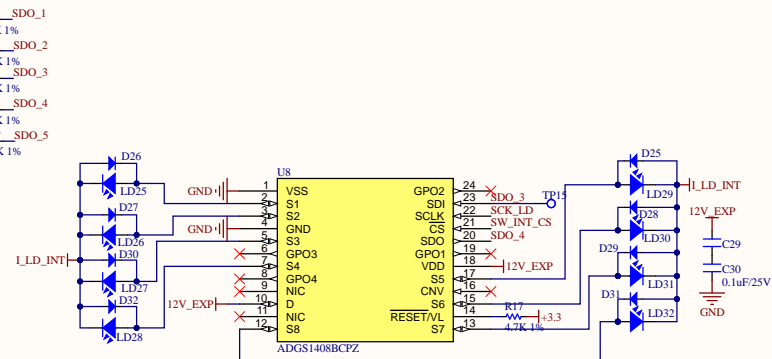 SDO_1
K 1%
SDO_2
K 1%
SDO_3
K 1%
SDO_4
K 1%
SDO_5
K 1%
D26
LD25
D27
LD26
I_LD_INT
D30
LD27
D32
LD28
GND
GND
12V_EXP
U8
1 VSS
2 S1
3 S2
4 GND
5 S3
6 GPO3
7 S4
8 GPO4
9 NIC
10 D
11 NIC
12 S8
GPO2 24
SDI 23
SCLK 22
CS 21
SDO 20
GPO1 19
VDD 18
S5 17
CNV 16
S6 15
RESET/VL 14
S7 13
ADGS1408BCPZ
SDO_3
TP15
SCK_LD
SW_INT_CS
SDO_4
12V_EXP
R17
+3.3
4.7K 1%
D25
LD29
I_LD_INT
D28
LD30
D29
LD31
D31
LD32
12V_EXP
C29
C30
0.1uF/25V
GND